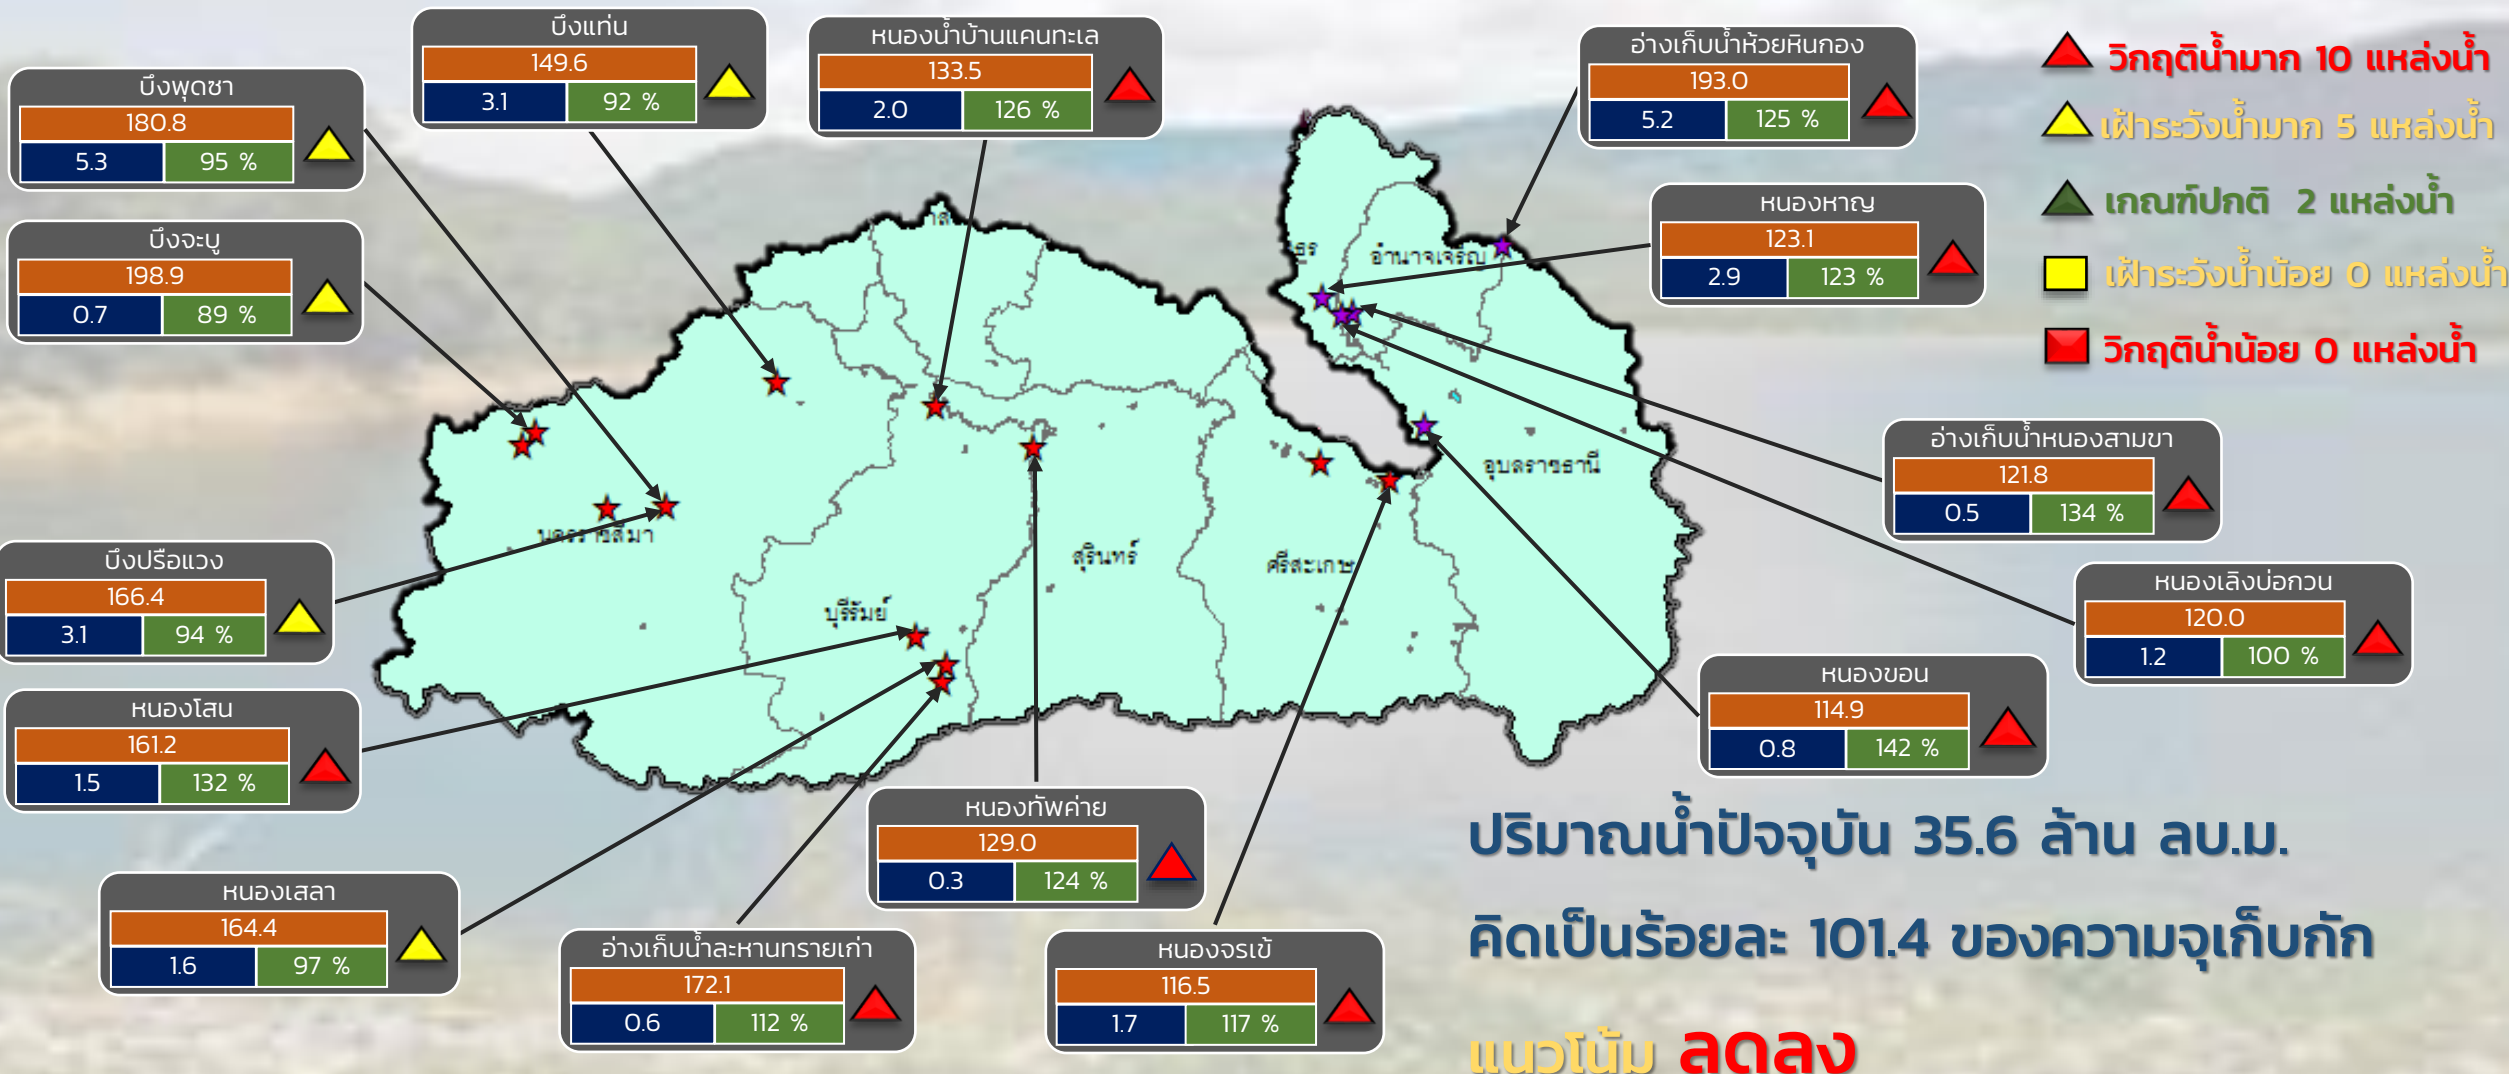 บึงแท่น
149.6
3.1 92 %
หนองน้ำบ้านแคนทะเล
133.5
2.0 126 %
อ่างเก็บน้ำห้วยหินกอง
193.0
5.2 125 %
วิกฤติน้ำมาก 10 แหล่งน้ำ
เฝ้าระวังน้ำมาก 5 แหล่งน้ำ
เกณฑ์ปกติ 2 แหล่งน้ำ
เฝ้าระวังน้ำน้อย 0 แหล่งน้ำ
วิกฤติน้ำน้อย 0 แหล่งน้ำ
บึงพุดซา
180.8
5.3 95 %
บึงจะบู
198.9
0.7 89 %
หนองหาญ
123.1
2.9 123 %
อำนาจเจริญ
อุบลราชธานี
นครราชสีมา
สุรินทร์
ศรีสะเกษ
บุรีรัมย์
อ่างเก็บน้ำหนองสามขา
121.8
0.5 134 %
บึงปรือแวง
166.4
3.1 94 %
หนองเลิงบ่อกวน
120.0
1.2 100 %
หนองขอน
114.9
0.8 142 %
หนองโสน
161.2
1.5 132 %
หนองทัพค่าย
129.0
0.3 124 %
หนองเสลา
164.4
1.6 97 %
อ่างเก็บน้ำละหานทรายเก่า
172.1
0.6 112 %
หนองจรเข้
116.5
1.7 117 %
ปริมาณน้ำปัจจุบัน 35.6 ล้าน ลบ.ม.
คิดเป็นร้อยละ 101.4 ของความจุเก็บกัก
แนวโน้ม ลดลง